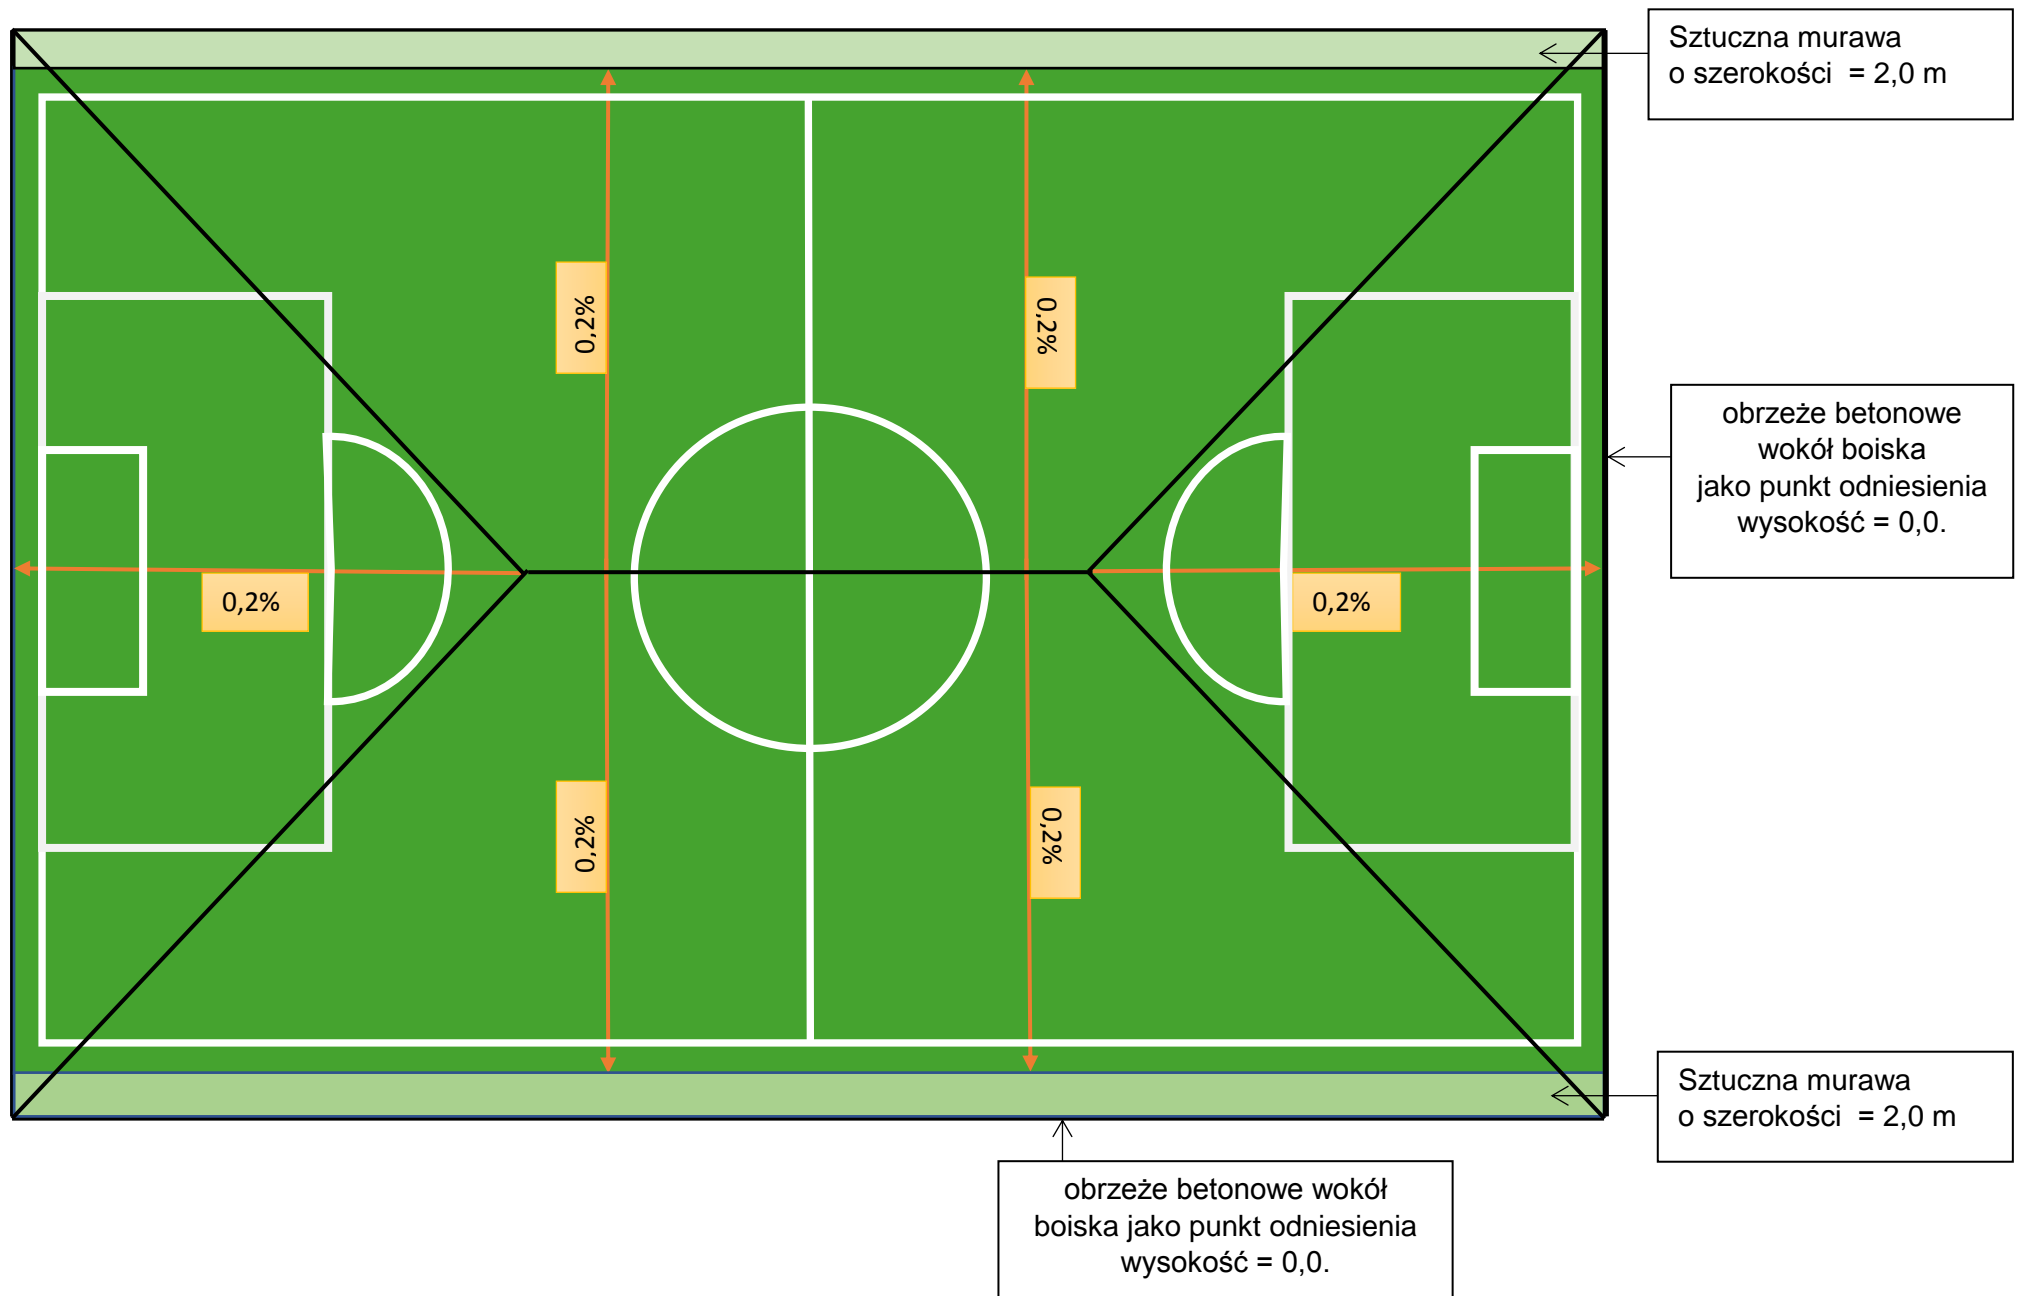 Sztuczna murawa
o szerokości = 2,0 m
0,2%
0,2%
obrzeże betonowe
wokół boiska
jako punkt odniesienia
wysokość = 0,0.
0,2%
0,2%
0,2%
0,2%
Sztuczna murawa
o szerokości = 2,0 m
obrzeże betonowe wokół
boiska jako punkt odniesienia
wysokość = 0,0.